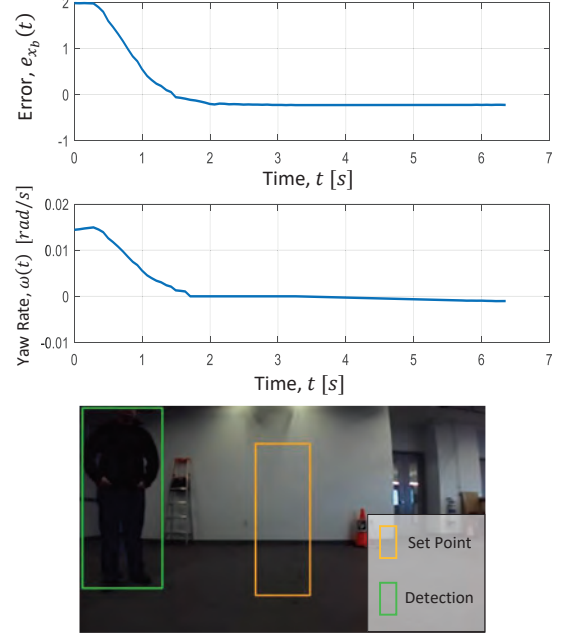 Error, e_{x_b}(t)
2
1
0
-1
0 1 2 3 4 5 6 7
Time, t [s]
Yaw Rate, ω(t) [rad/s]
0.02
0.01
0
-0.01
0 1 2 3 4 5 6 7
Time, t [s]
Set Point
Detection